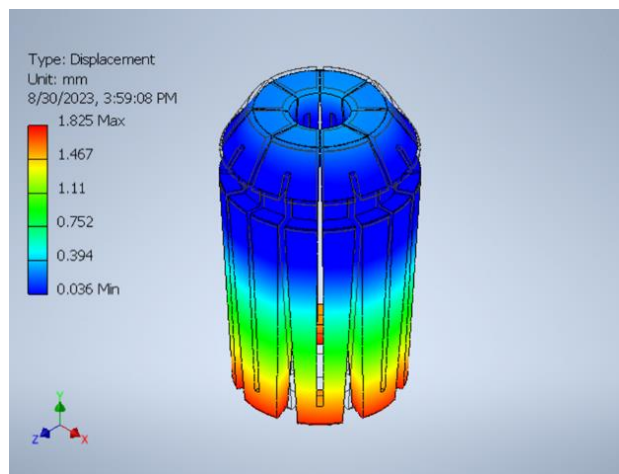 Type: Displacement
Unit: mm
8/30/2023, 3:59:08 PM
1.825 Max
1.467
1.11
0.752
0.394
0.036 Min
Y
Z
X